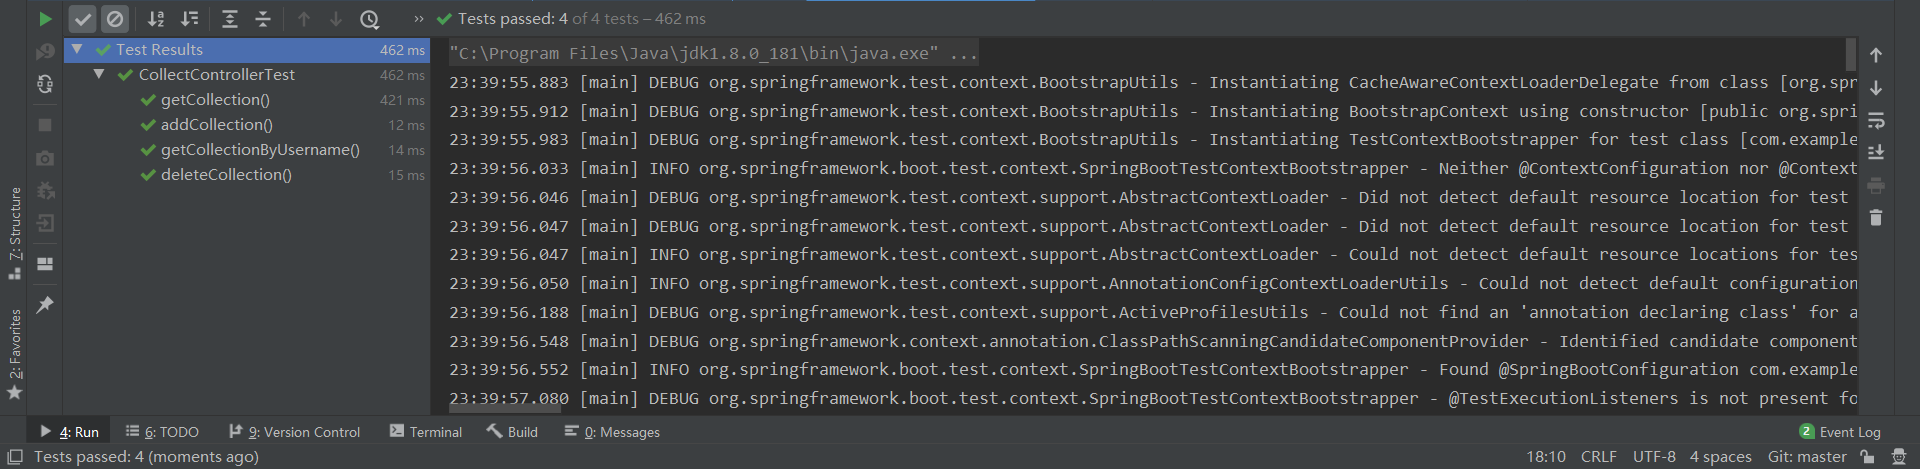 » Tests passed: 4 of 4 tests – 462 ms
Test Results 462 ms
CollectControllerTest 462 ms
getCollection() 421 ms
addCollection() 12 ms
getCollectionByUsername() 14 ms
deleteCollection() 15 ms
"C:\Program Files\Java\jdk1.8.0_181\bin\java.exe" ...
23:39:55.883 [main] DEBUG org.springframework.test.context.BootstrapUtils - Instantiating CacheAwareContextLoaderDelegate from class [org.spr
23:39:55.912 [main] DEBUG org.springframework.test.context.BootstrapUtils - Instantiating BootstrapContext using constructor [public org.spri
23:39:55.983 [main] DEBUG org.springframework.test.context.BootstrapUtils - Instantiating TestContextBootstrapper for test class [com.example
23:39:56.033 [main] INFO org.springframework.boot.test.context.SpringBootTestContextBootstrapper - Neither @ContextConfiguration nor @Context
23:39:56.046 [main] DEBUG org.springframework.test.context.support.AbstractContextLoader - Did not detect default resource location for test
23:39:56.047 [main] DEBUG org.springframework.test.context.support.AbstractContextLoader - Did not detect default resource location for test
23:39:56.047 [main] INFO org.springframework.test.context.support.AbstractContextLoader - Could not detect default resource locations for tes
23:39:56.050 [main] INFO org.springframework.test.context.support.AnnotationConfigContextLoaderUtils - Could not detect default configuration
23:39:56.188 [main] DEBUG org.springframework.test.context.support.ActiveProfilesUtils - Could not find an 'annotation declaring class' for a
23:39:56.548 [main] DEBUG org.springframework.context.annotation.ClassPathScanningCandidateComponentProvider - Identified candidate component
23:39:56.552 [main] INFO org.springframework.boot.test.context.SpringBootTestContextBootstrapper - Found @SpringBootConfiguration com.example
23:39:57.080 [main] DEBUG org.springframework.boot.test.context.SpringBootTestContextBootstrapper - @TestExecutionListeners is not present fo
7: Structure
2: Favorites
4: Run 6: TODO 9: Version Control Terminal Build 0: Messages 2 Event Log
Tests passed: 4 (moments ago) 18:10 CRLF UTF-8 4 spaces Git: master